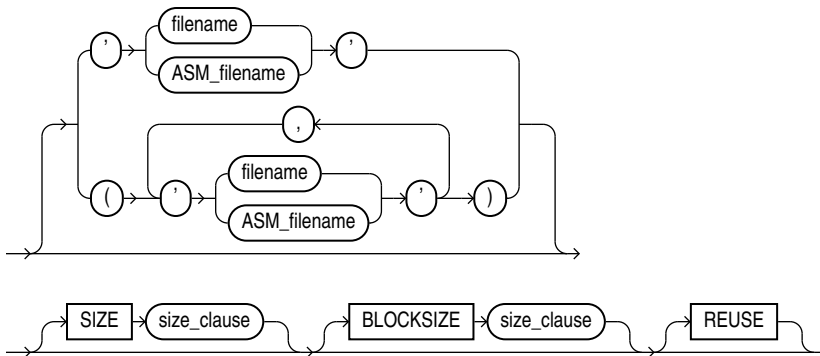 ' filename '
ASM_filename
,
( ' filename ' )
ASM_filename
SIZE size_clause BLOCKSIZE size_clause REUSE